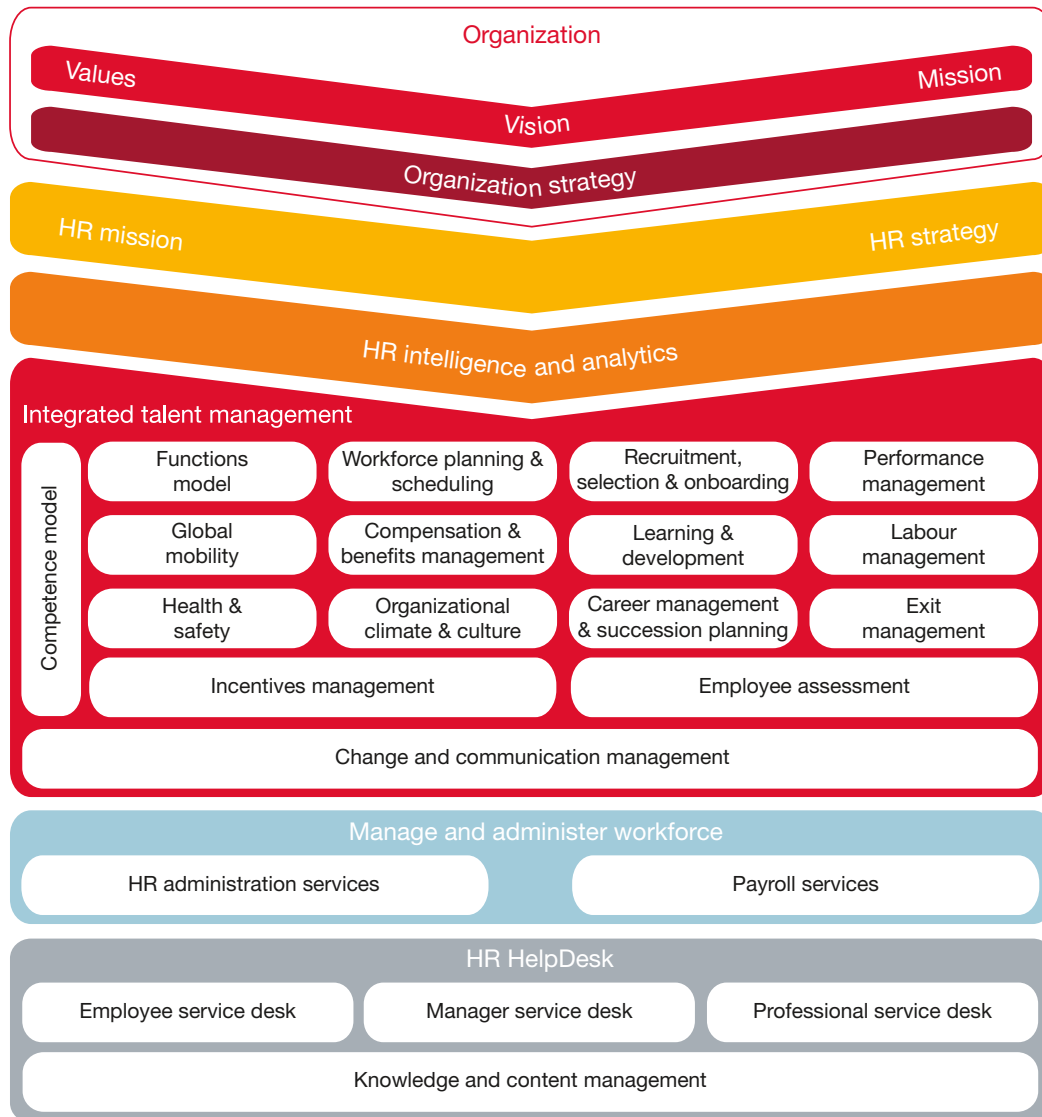 Organization
Values
Mission
Vision
Organization strategy
HR mission
HR strategy
HR intelligence and analytics
Integrated talent management
Competence model
Functions
model
Workforce planning &
scheduling
Recruitment,
selection & onboarding
Performance
management
Global
mobility
Compensation &
benefits management
Learning &
development
Labour
management
Health &
safety
Organizational
climate & culture
Career management
& succession planning
Exit
management
Incentives management
Employee assessment
Change and communication management
Manage and administer workforce
HR administration services
Payroll services
HR HelpDesk
Employee service desk
Manager service desk
Professional service desk
Knowledge and content management